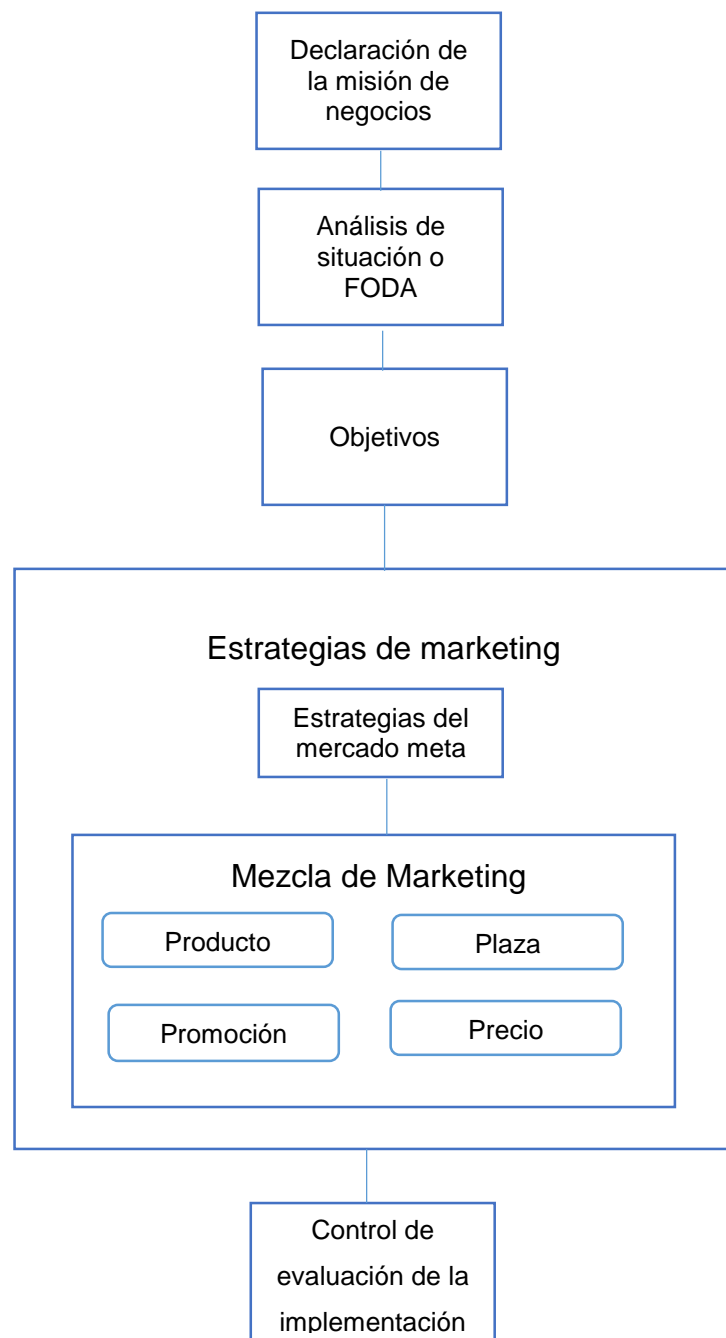 Declaración de
la misión de
negocios
Análisis de
situación o
FODA
Objetivos
Estrategias de marketing
Estrategias del
mercado meta
Mezcla de Marketing
Producto
Plaza
Promoción
Precio
Control de
evaluación de la
implementación